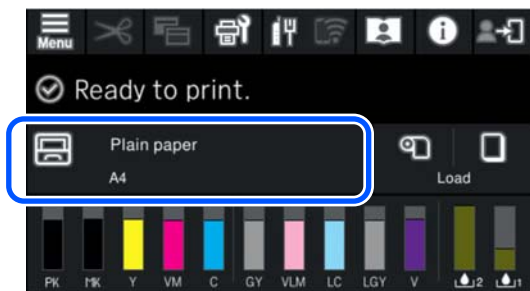 Menu
Ready to print.
Plain paper
A4
Load
PK MK Y VM C GY VLM LC LGY V 2 1